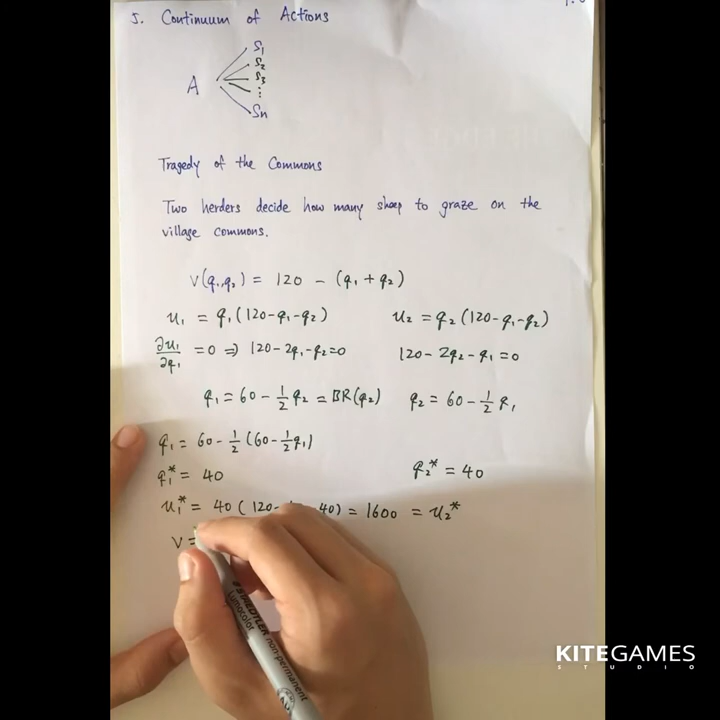 5. Continuum of Actions
S1
S2
A S3
⋮
Sn
Tragedy of the Commons
Two herders decide how many sheep to graze on the
village commons.
V(q1,q2) = 120 - (q1 + q2)
u1 = q1(120-q1-q2) u2 = q2(120-q1-q2)
∂u1/∂q1 = 0 ⇒ 120-2q1-q2=0 120-2q2-q1=0
q1 = 60 - 1/2 q2 = BR(q2) q2 = 60 - 1/2 q1
q1 = 60 - 1/2 (60 - 1/2 q1)
q1* = 40 q2* = 40
u1* = 40 ( 120- 40) = 1600 = u2*
V =
STAEDTLER non-permanent
Lumocolor
KITEGAMES
STUDIO